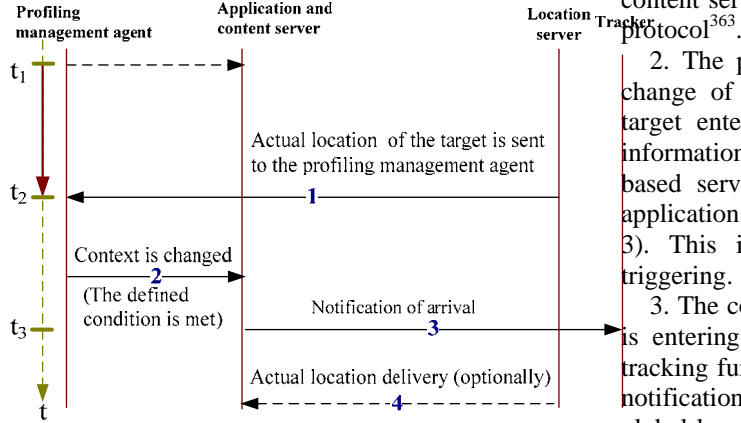 Profiling
management agent
Application and
content server
Location
server
Tracker
t1
Actual location of the target is sent
to the profiling management agent
t2
1
Context is changed
2
(The defined
condition is met)
Notification of arrival
t3
3
Actual location delivery (optionally)
4
t
content ser
protocol363.
2. The p
change of
target ente
information
based serv
application
3). This i
triggering.
3. The co
is entering
tracking fu
notification